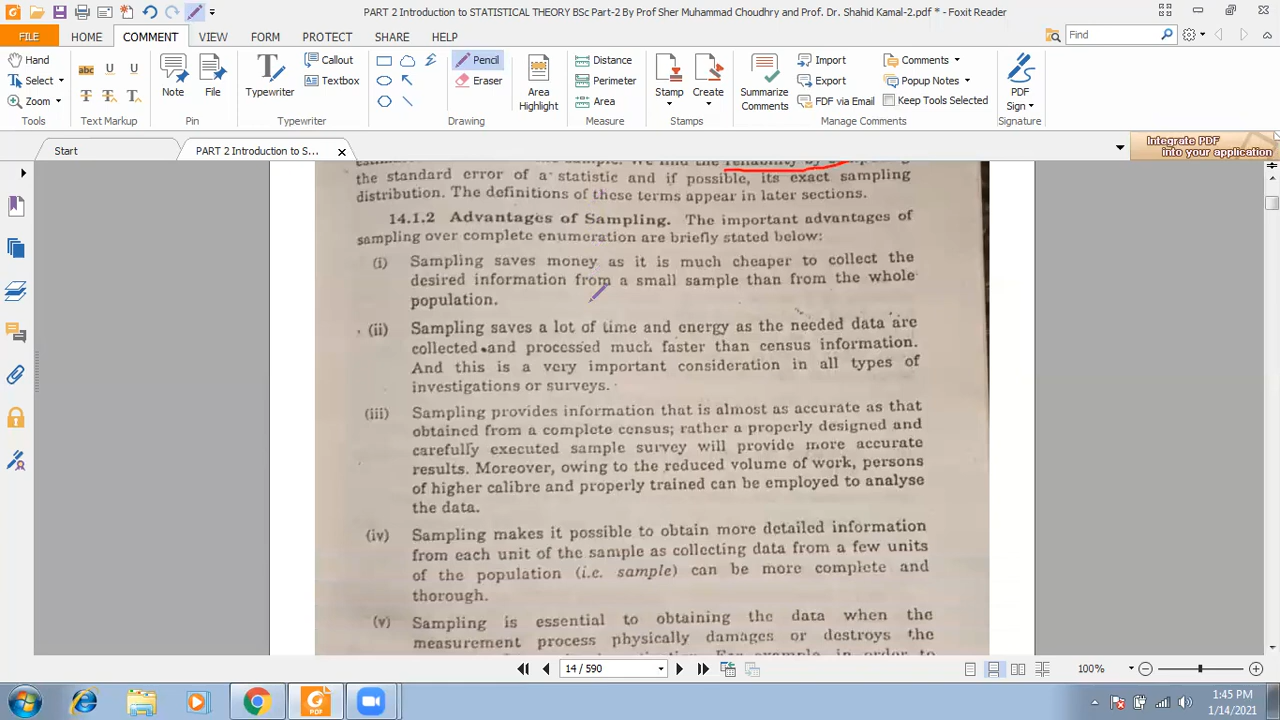 PART 2 Introduction to STATISTICAL THEORY BSc Part-2 By Prof Sher Muhammad Choudhry and Prof. Dr. Shahid Kamal-2.pdf * - Foxit Reader
FILE HOME COMMENT VIEW FORM PROTECT SHARE HELP Find
Hand Select Zoom Tools
abc U U T T T Text Markup
Note File Pin
Typewriter Callout Textbox Typewriter
Pencil Eraser Drawing
Area Highlight Distance Perimeter Area Measure
Stamp Create Stamps
Summarize Comments Import Export FDF via Email Comments Popup Notes Keep Tools Selected Manage Comments
PDF Sign Signature
Start PART 2 Introduction to S... Integrate PDF into your application
sample. We find the reliability by
the standard error of a statistic and if possible, its exact sampling
distribution. The definitions of these terms appear in later sections.
14.1.2 Advantages of Sampling. The important advantages of
sampling over complete enumeration are briefly stated below:
(i) Sampling saves money as it is much cheaper to collect the
desired information from a small sample than from the whole
population.
(ii) Sampling saves a lot of time and energy as the needed data are
collected and processed much faster than census information.
And this is a very important consideration in all types of
investigations or surveys.
(iii) Sampling provides information that is almost as accurate as that
obtained from a complete census; rather a properly designed and
carefully executed sample survey will provide more accurate
results. Moreover, owing to the reduced volume of work, persons
of higher calibre and properly trained can be employed to analyse
the data.
(iv) Sampling makes it possible to obtain more detailed information
from each unit of the sample as collecting data from a few units
of the population (i.e. sample) can be more complete and
thorough.
(v) Sampling is essential to obtaining the data when the
measurement process physically damages or destroys the
For example, in order to
14 / 590 100%
1:45 PM
1/14/2021